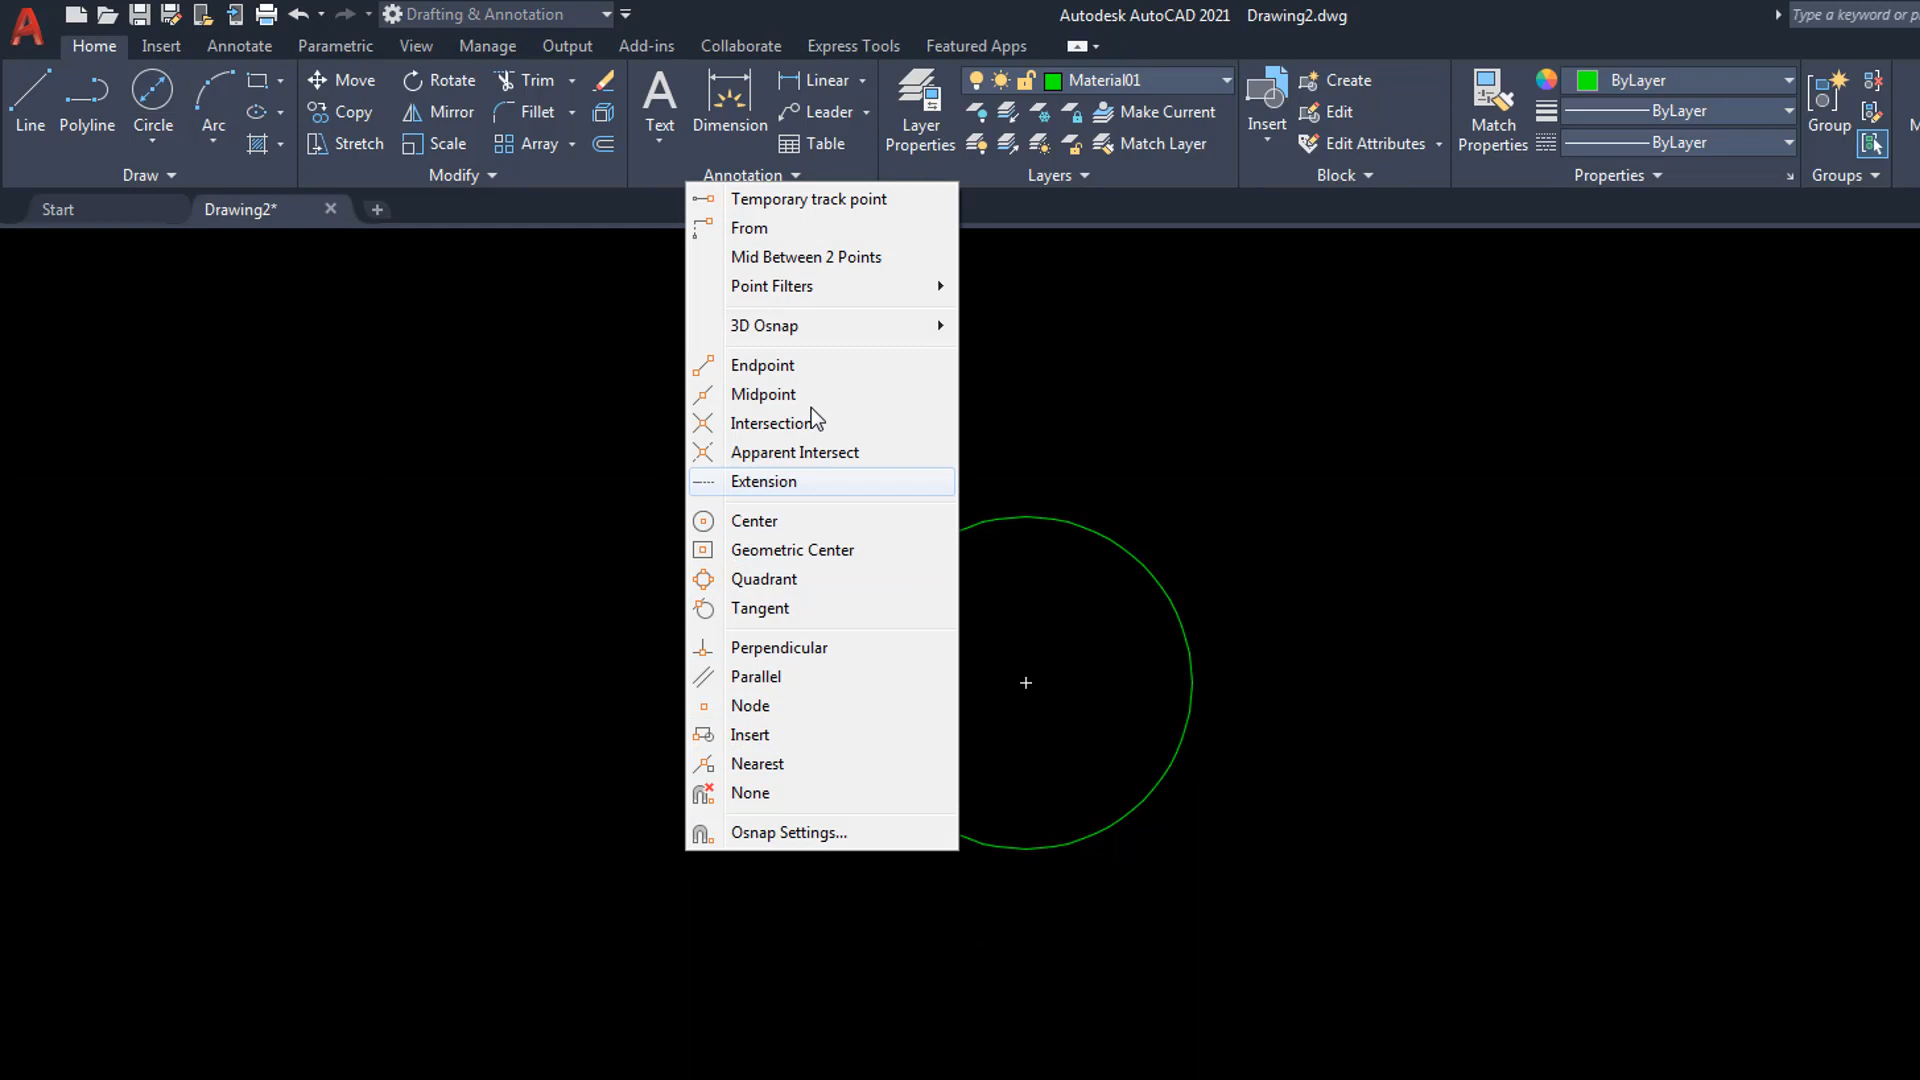 Drafting & Annotation
Autodesk AutoCAD 2021 Drawing2.dwg
Type a keyword or p
Home Insert Annotate Parametric View Manage Output Add-ins Collaborate Express Tools Featured Apps
Line
Polyline
Circle
Arc
Draw
Move
Rotate
Trim
Copy
Mirror
Fillet
Stretch
Scale
Array
Modify
Text
Dimension
Linear
Leader
Table
Annotation
Layer
Properties
Material01
Make Current
Match Layer
Layers
Insert
Create
Edit
Edit Attributes
Block
Match
Properties
ByLayer
ByLayer
ByLayer
Properties
Group
Groups
M
Start
Drawing2*
Temporary track point
From
Mid Between 2 Points
Point Filters
3D Osnap
Endpoint
Midpoint
Intersection
Apparent Intersect
Extension
Center
Geometric Center
Quadrant
Tangent
Perpendicular
Parallel
Node
Insert
Nearest
None
Osnap Settings...